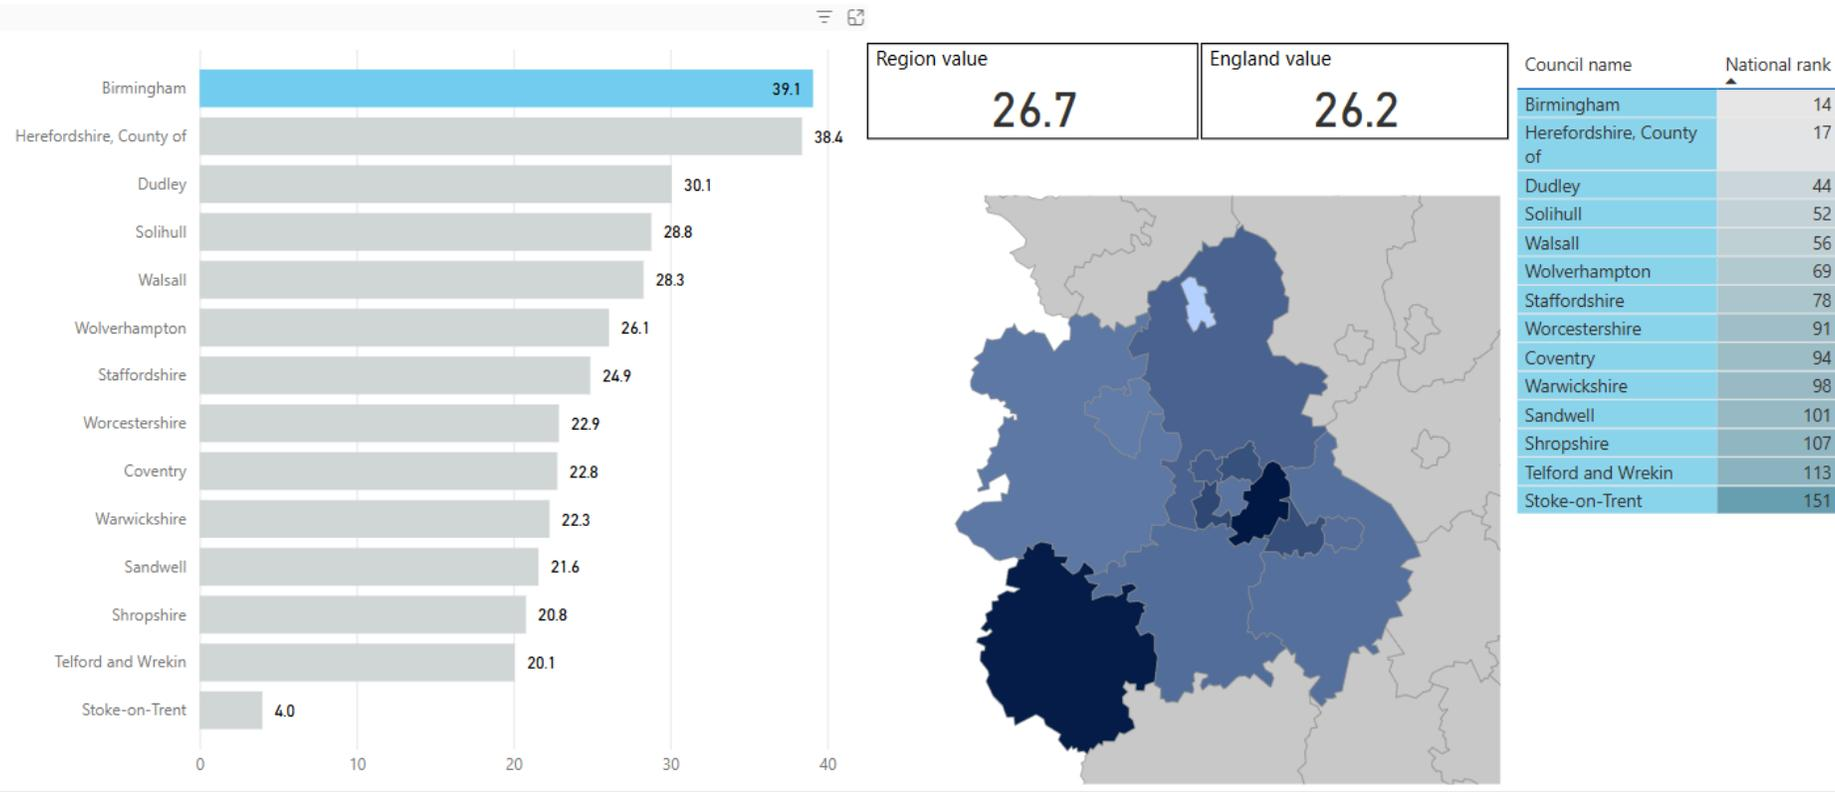 Birmingham 39.1
Herefordshire, County of 38.4
Dudley 30.1
Solihull 28.8
Walsall 28.3
Wolverhampton 26.1
Staffordshire 24.9
Worcestershire 22.9
Coventry 22.8
Warwickshire 22.3
Sandwell 21.6
Shropshire 20.8
Telford and Wrekin 20.1
Stoke-on-Trent 4.0
0 10 20 30 40
Region value
26.7
England value
26.2
Council name National rank
Birmingham 14
Herefordshire, County 17
of
Dudley 44
Solihull 52
Walsall 56
Wolverhampton 69
Staffordshire 78
Worcestershire 91
Coventry 94
Warwickshire 98
Sandwell 101
Shropshire 107
Telford and Wrekin 113
Stoke-on-Trent 151